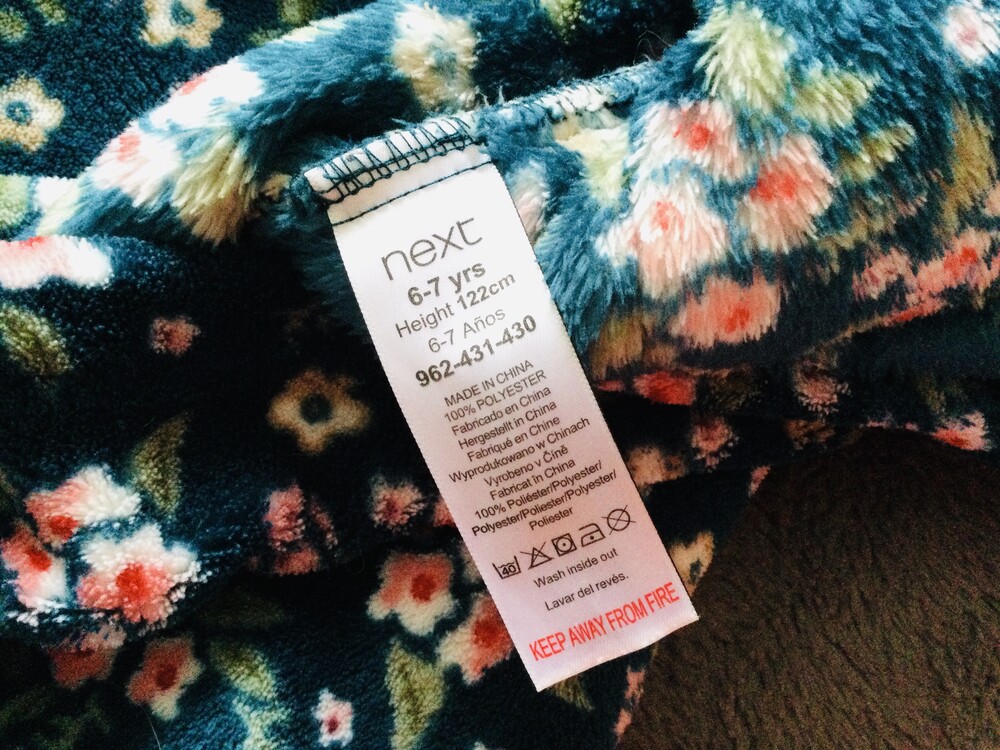 next
6-7 yrs
Height 122cm
6-7 Años
962-431-430
MADE IN CHINA
100% POLYESTER
Fabricado en China
Hergestellt in China
Fabriqué en Chine
Wyprodukowano w Chinach
Vyrobeno v Číně
Fabricat in China
100% Poliéster/Polyester/
Polyester/Poliester/Polyester/
Poliester
40
Wash inside out
Lavar del revés.
KEEP AWAY FROM FIRE